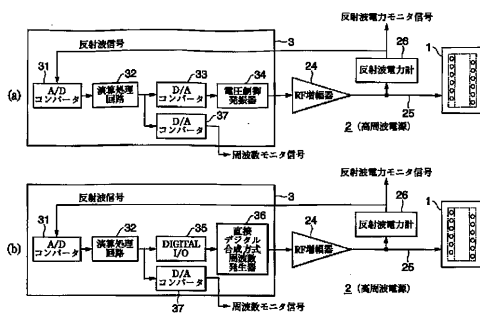 反射波電力モニタ信号
反射波信号
3
26
1
31
32
33
34
24
反射波電力計
(a)
A/D
コンバータ
演算処理
回路
D/A
コンバータ
電圧制御
発振器
RF増幅器
25
37
D/A
コンバータ
2 (高周波電源)
周波数モニタ信号
反射波電力モニタ信号
反射波信号
3
26
1
31
32
35
36
24
反射波電力計
(b)
A/D
コンバータ
演算処理
回路
DIGITAL
I/O
直接
デジタル
合成方式
周波数
発生器
RF増幅器
25
D/A
コンバータ
2 (高周波電源)
37
周波数モニタ信号